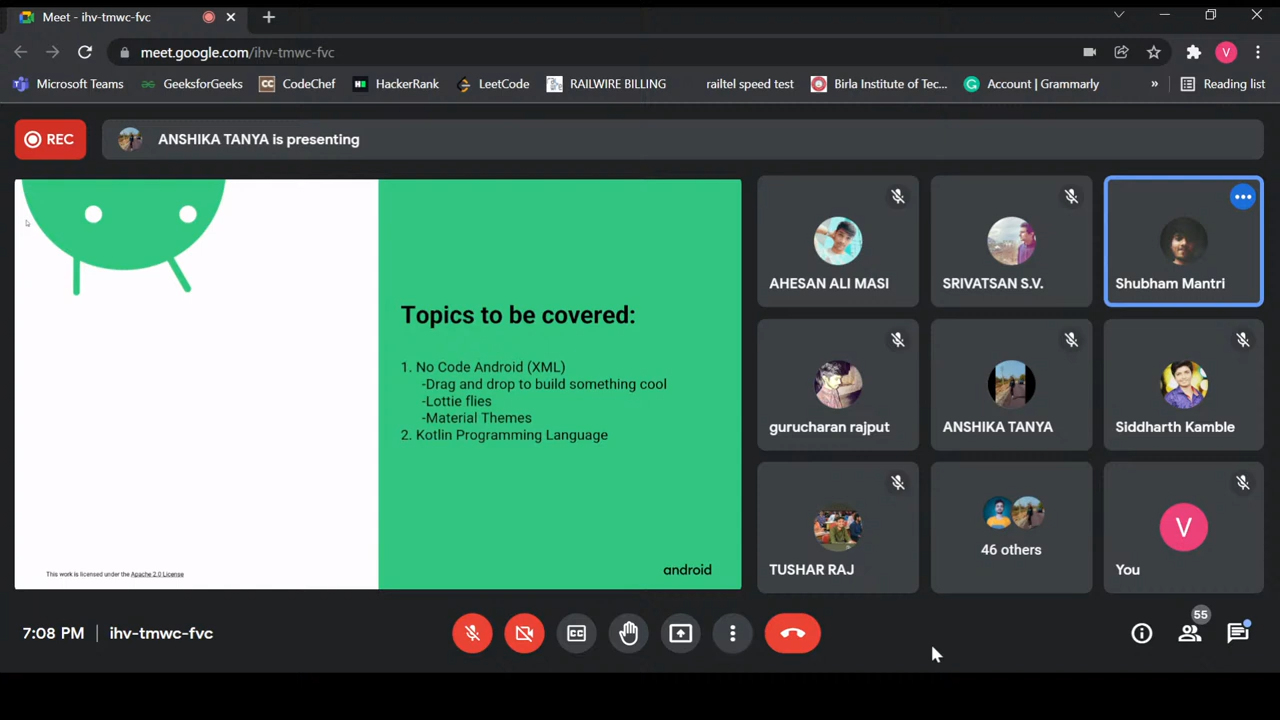 Meet - ihv-tmwc-fvc
meet.google.com/ihv-tmwc-fvc
V
Microsoft Teams
GeeksforGeeks
CC CodeChef
HackerRank
LeetCode
RAILWIRE BILLING
railtel speed test
Birla Institute of Tec...
Account | Grammarly
»
Reading list
REC
ANSHIKA TANYA is presenting
Topics to be covered:
1. No Code Android (XML)
-Drag and drop to build something cool
-Lottie flies
-Material Themes
2. Kotlin Programming Language
This work is licensed under the Apache 2.0 License
android
AHESAN ALI MASI
SRIVATSAN S.V.
Shubham Mantri
gurucharan rajput
ANSHIKA TANYA
Siddharth Kamble
TUSHAR RAJ
46 others
V
You
7:08 PM | ihv-tmwc-fvc
CC
55